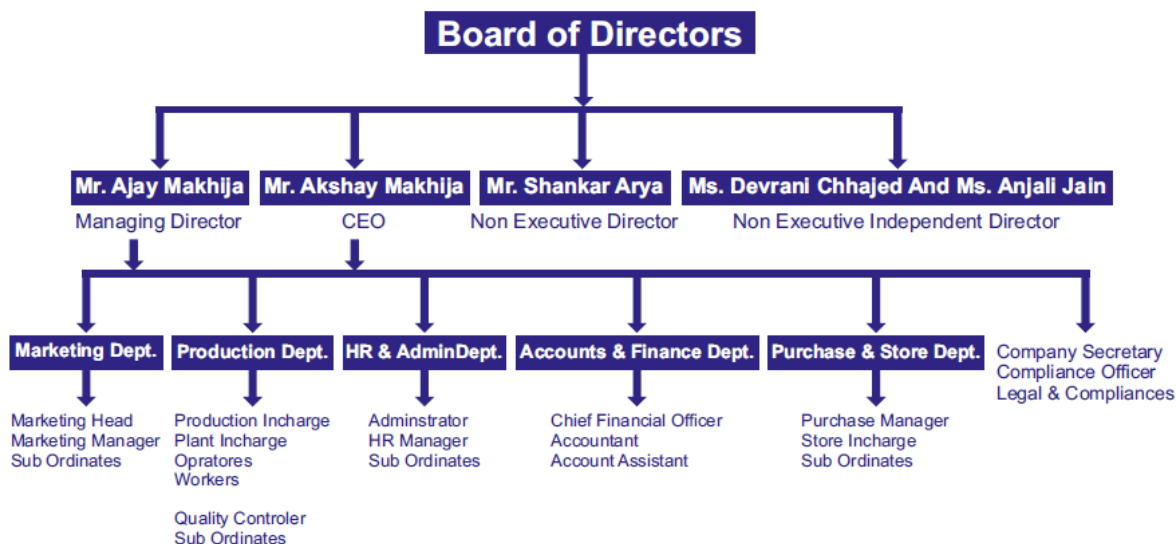 Board of Directors
Mr. Ajay Makhija
Mr. Akshay Makhija
Mr. Shankar Arya
Ms. Devrani Chhajed And Ms. Anjali Jain
Managing Director
CEO
Non Executive Director
Non Executive Independent Director
Marketing Dept.
Production Dept.
HR & AdminDept.
Accounts & Finance Dept.
Purchase & Store Dept.
Company Secretary
Compliance Officer
Legal & Compliances
Marketing Head
Marketing Manager
Sub Ordinates
Production Incharge
Plant Incharge
Opratores
Workers
Quality Controler
Sub Ordinates
Adminstrator
HR Manager
Sub Ordinates
Chief Financial Officer
Accountant
Account Assistant
Purchase Manager
Store Incharge
Sub Ordinates